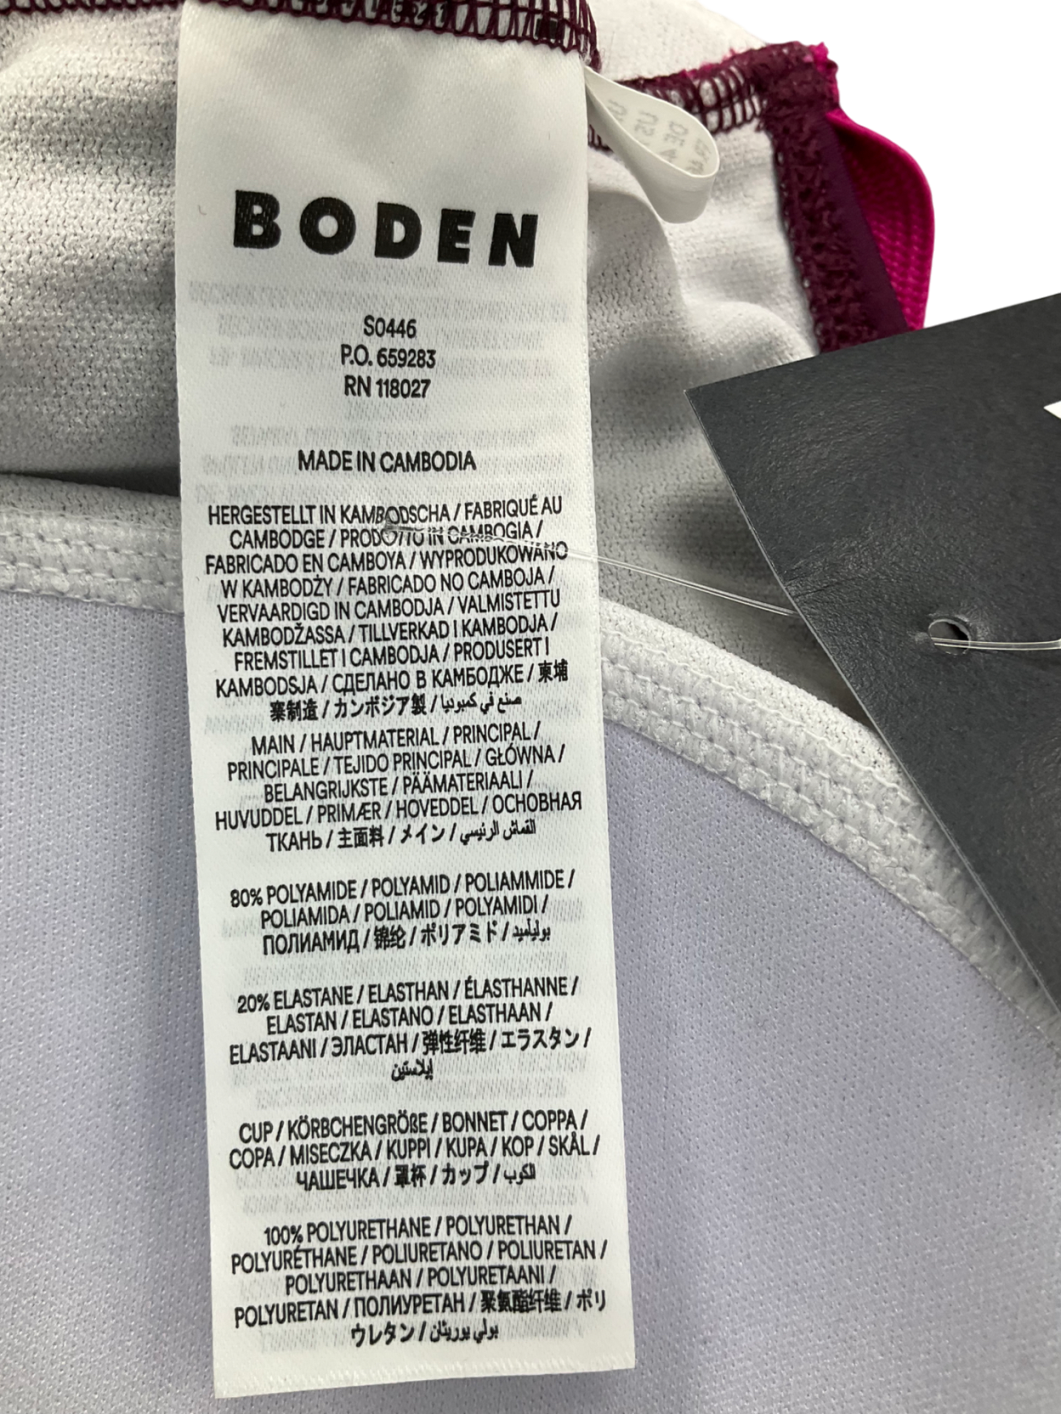 BODEN
S0446
P.O. 659283
RN 118027
MADE IN CAMBODIA
HERGESTELLT IN KAMBODSCHA / FABRIQUÉ AU
CAMBODGE / PRODOTTO IN CAMBOGIA /
FABRICADO EN CAMBOYA / WYPRODUKOWANO
W KAMBODŻY / FABRICADO NO CAMBOJA /
VERVAARDIGD IN CAMBODJA / VALMISTETTU
KAMBODŽASSA / TILLVERKAD I KAMBODJA /
FREMSTILLET I CAMBODJA / PRODUSERT I
KAMBODSJA / СДЕЛАНО В КАМБОДЖЕ / 柬埔
寨制造 / カンボジア製 / صنع في كمبوديا
MAIN / HAUPTMATERIAL / PRINCIPAL /
PRINCIPALE / TEJIDO PRINCIPAL / GŁÓWNA /
BELANGRIJKSTE / PÄÄMATERIAALI /
HUVUDDEL / PRIMÆR / HOVEDDEL / ОСНОВНАЯ
ТКАНЬ / 主面料 / メイン / القماش الرئيسي
80% POLYAMIDE / POLYAMID / POLIAMMIDE /
POLIAMIDA / POLIAMID / POLYAMIDI /
ПОЛИАМИД / 锦纶 / ポリアミド / بولياميد
20% ELASTANE / ELASTHAN / ÉLASTHANNE /
ELASTAN / ELASTANO / ELASTHAAN /
ELASTAANI / ЭЛАСТАН / 弹性纤维 / エラスタン /
إيلاستين
CUP / KÖRBCHENGRÖßE / BONNET / COPPA /
COPA / MISECZKA / KUPPI / KUPA / KOP / SKÅL /
ЧАШЕЧКА / 罩杯 / カップ / الكوب
100% POLYURETHANE / POLYURETHAN /
POLYURÉTHANE / POLIURETANO / POLIURETAN /
POLYURETHAAN / POLYURETAANI /
POLYURETAN / ПОЛИУРЕТАН / 聚氨酯纤维 / ポリ
ウレタン / بولي يوريثان